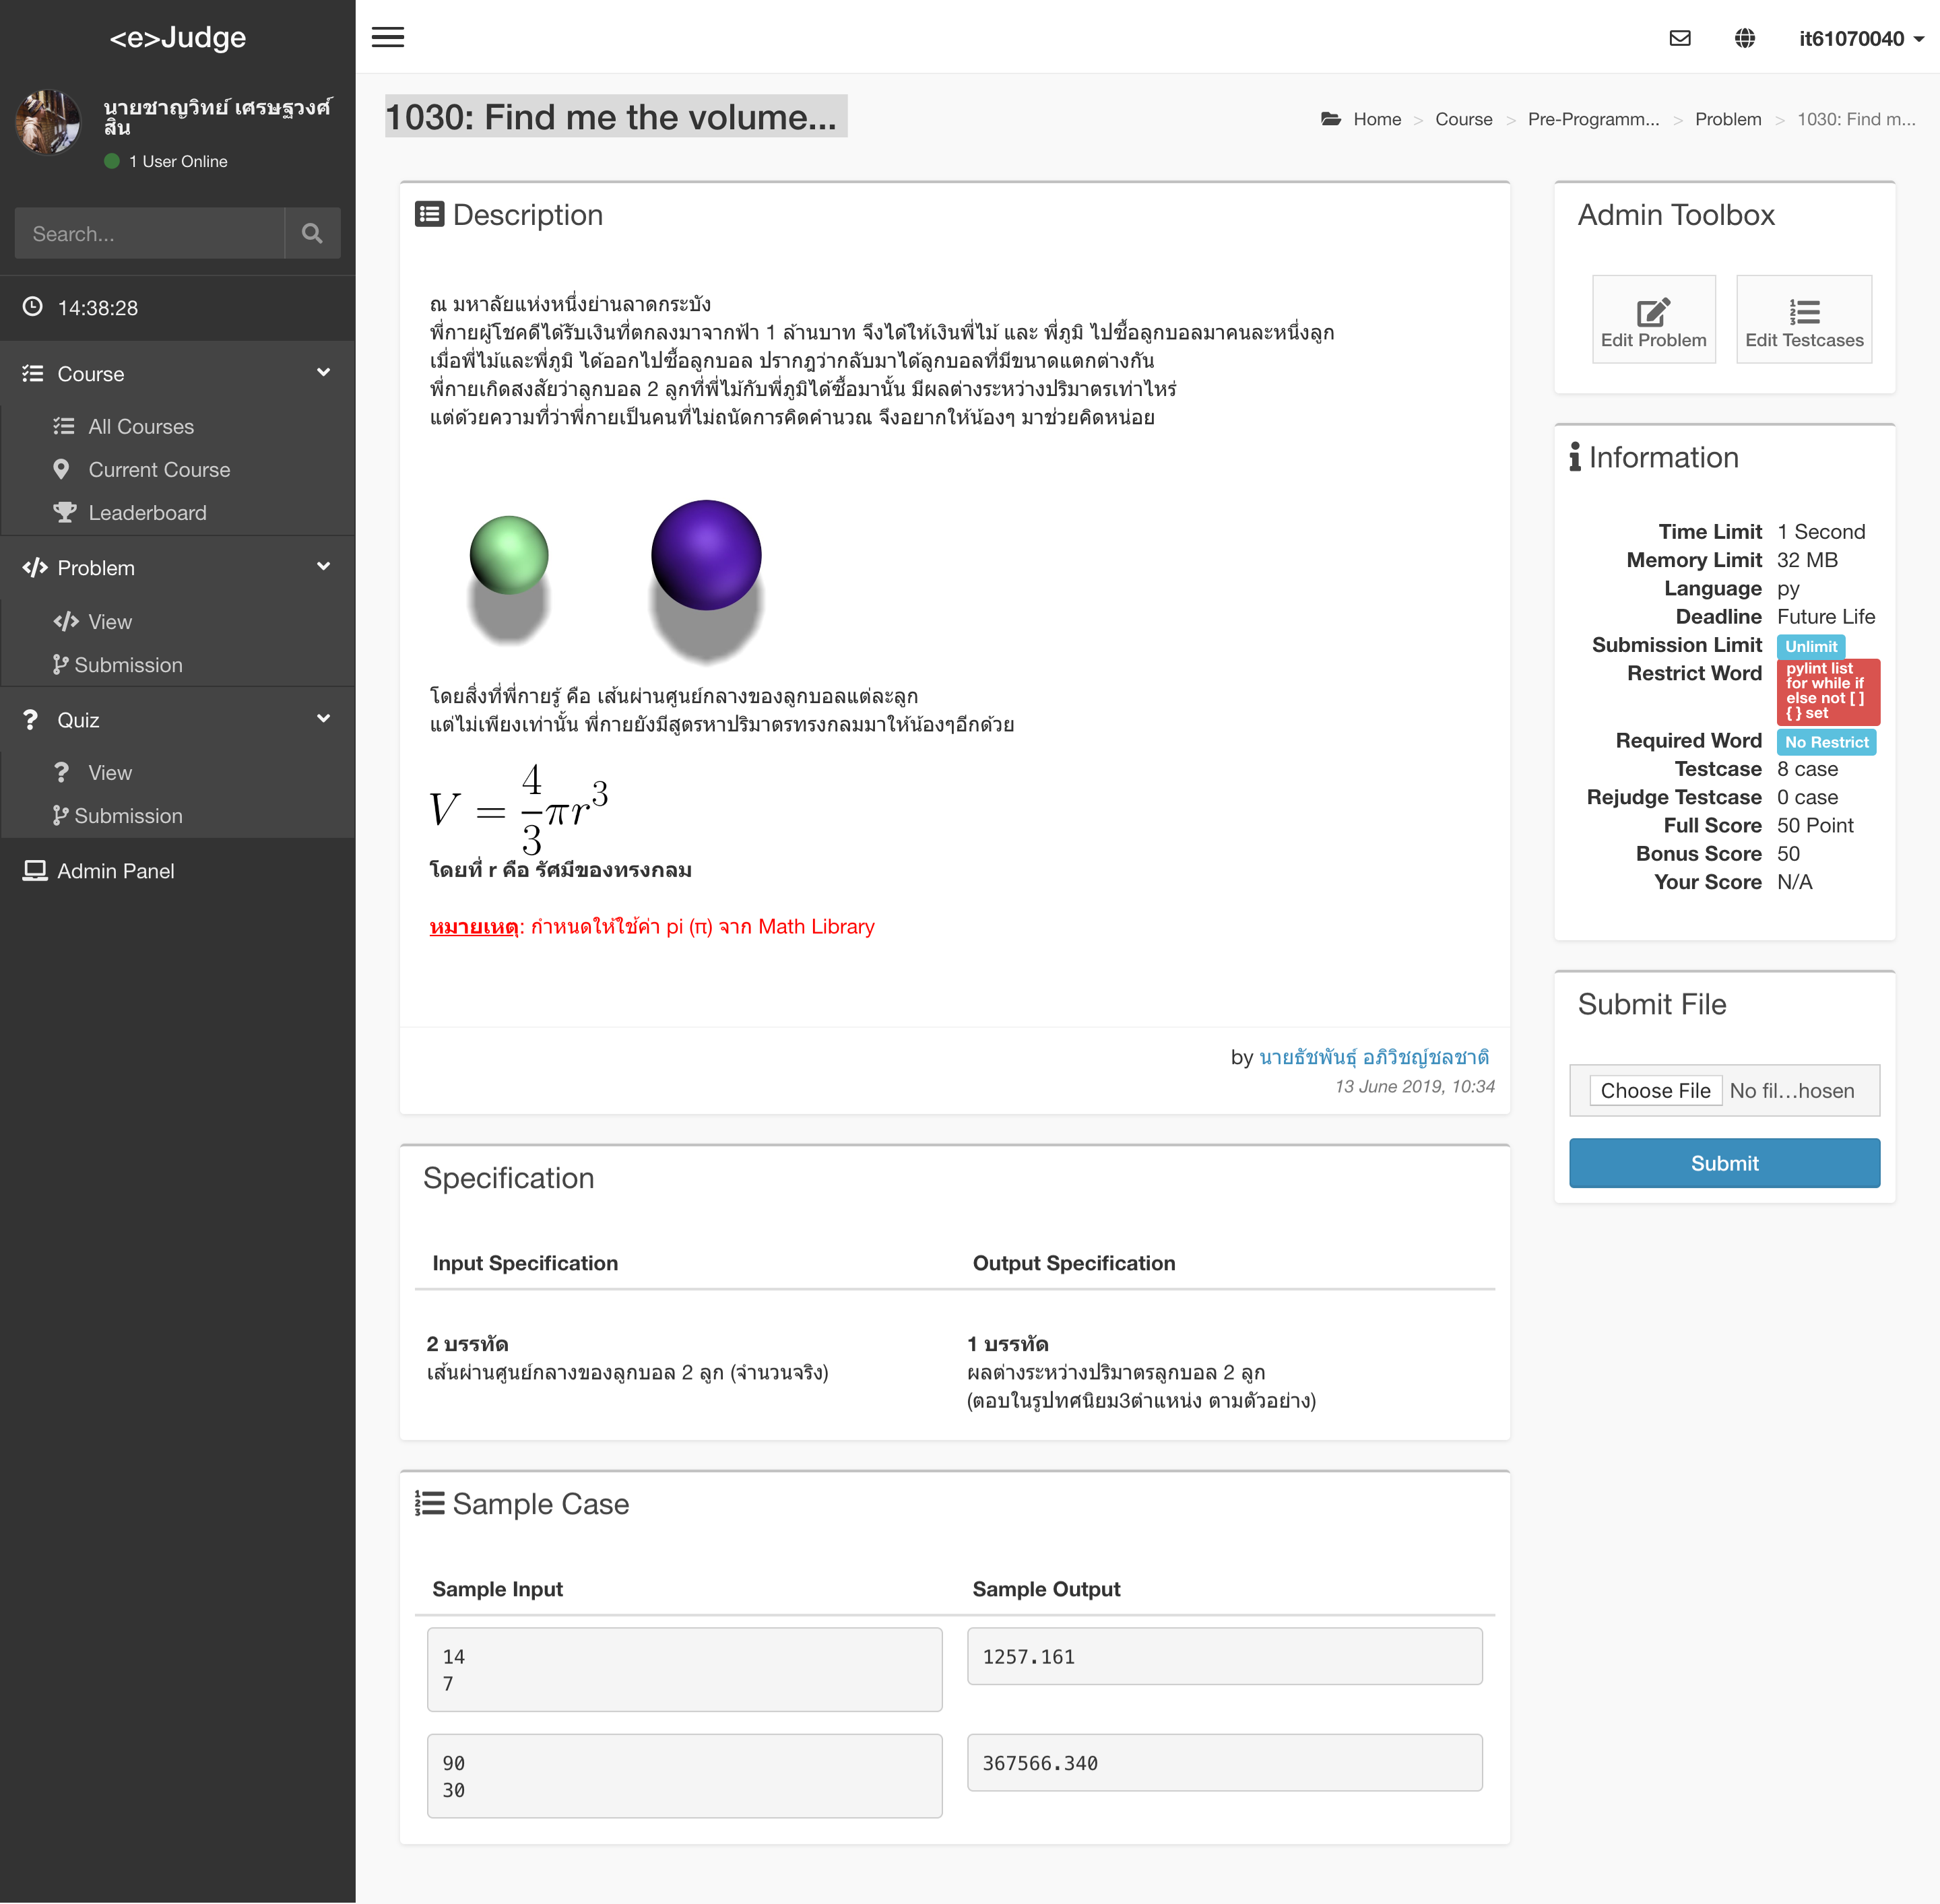 <e>Judge
นายชาญวิทย์ เศรษฐวงศ์
สิน
1 User Online
Search...
14:38:28
Course
All Courses
Current Course
Leaderboard
Problem
View
Submission
Quiz
View
Submission
Admin Panel
it61070040
1030: Find me the volume...
Home > Course > Pre-Programm... > Problem > 1030: Find m...
Description
ณ มหาลัยแห่งหนึ่งย่านลาดกระบัง
พี่กายผู้โชคดีได้รับเงินที่ตกลงมาจากฟ้า 1 ล้านบาท จึงได้ให้เงินพี่ไม้ และ พี่ภูมิ ไปซื้อลูกบอลมาคนละหนึ่งลูก
เมื่อพี่ไม้และพี่ภูมิ ได้ออกไปซื้อลูกบอล ปรากฎว่ากลับมาได้ลูกบอลที่มีขนาดแตกต่างกัน
พี่กายเกิดสงสัยว่าลูกบอล 2 ลูกที่พี่ไม้กับพี่ภูมิได้ซื้อมานั้น มีผลต่างระหว่างปริมาตรเท่าไหร่
แต่ด้วยความที่ว่าพี่กายเป็นคนที่ไม่ถนัดการคิดคำนวณ จึงอยากให้น้องๆ มาช่วยคิดหน่อย
โดยสิ่งที่พี่กายรู้ คือ เส้นผ่านศูนย์กลางของลูกบอลแต่ละลูก
แต่ไม่เพียงเท่านั้น พี่กายยังมีสูตรหาปริมาตรทรงกลมมาให้น้องๆอีกด้วย
V = 4/3 πr³
โดยที่ r คือ รัศมีของทรงกลม
หมายเหตุ: กำหนดให้ใช้ค่า pi (π) จาก Math Library
by นายธัชพันธุ์ อภิวิชญ์ชลชาติ
13 June 2019, 10:34
Specification
Input Specification
Output Specification
2 บรรทัด
เส้นผ่านศูนย์กลางของลูกบอล 2 ลูก (จำนวนจริง)
1 บรรทัด
ผลต่างระหว่างปริมาตรลูกบอล 2 ลูก
(ตอบในรูปทศนิยม3ตำแหน่ง ตามตัวอย่าง)
Sample Case
Sample Input
Sample Output
14
7
1257.161
90
30
367566.340
Admin Toolbox
Edit Problem
Edit Testcases
Information
Time Limit 1 Second
Memory Limit 32 MB
Language py
Deadline Future Life
Submission Limit Unlimit
Restrict Word pylint list
for while if
else not [ ]
{ } set
Required Word No Restrict
Testcase 8 case
Rejudge Testcase 0 case
Full Score 50 Point
Bonus Score 50
Your Score N/A
Submit File
Choose File No fil...hosen
Submit